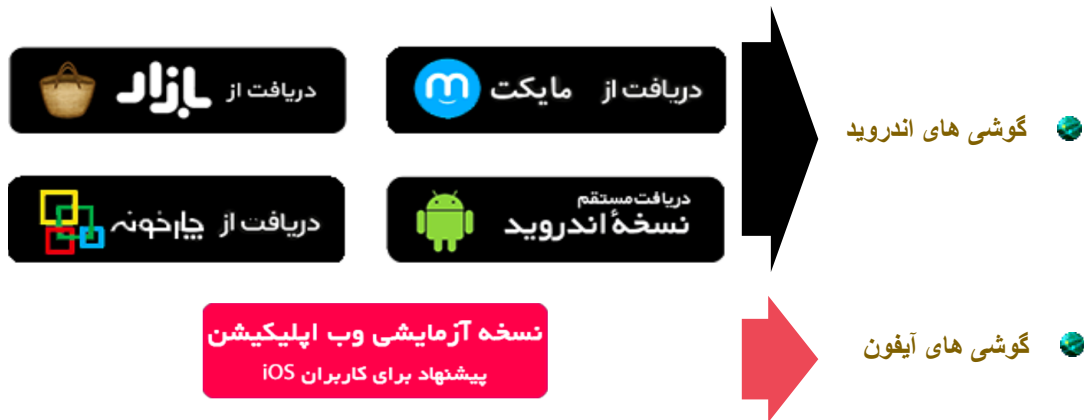 گوشی های اندروید
دریافت از مایکت
دریافت از بازار
دریافت مستقم
نسخهٔ اندروید
دریافت از چارخونه
گوشی های آیفون
نسخه آزمایشی وب اپلیکیشن
پیشنهاد برای کاربران iOS